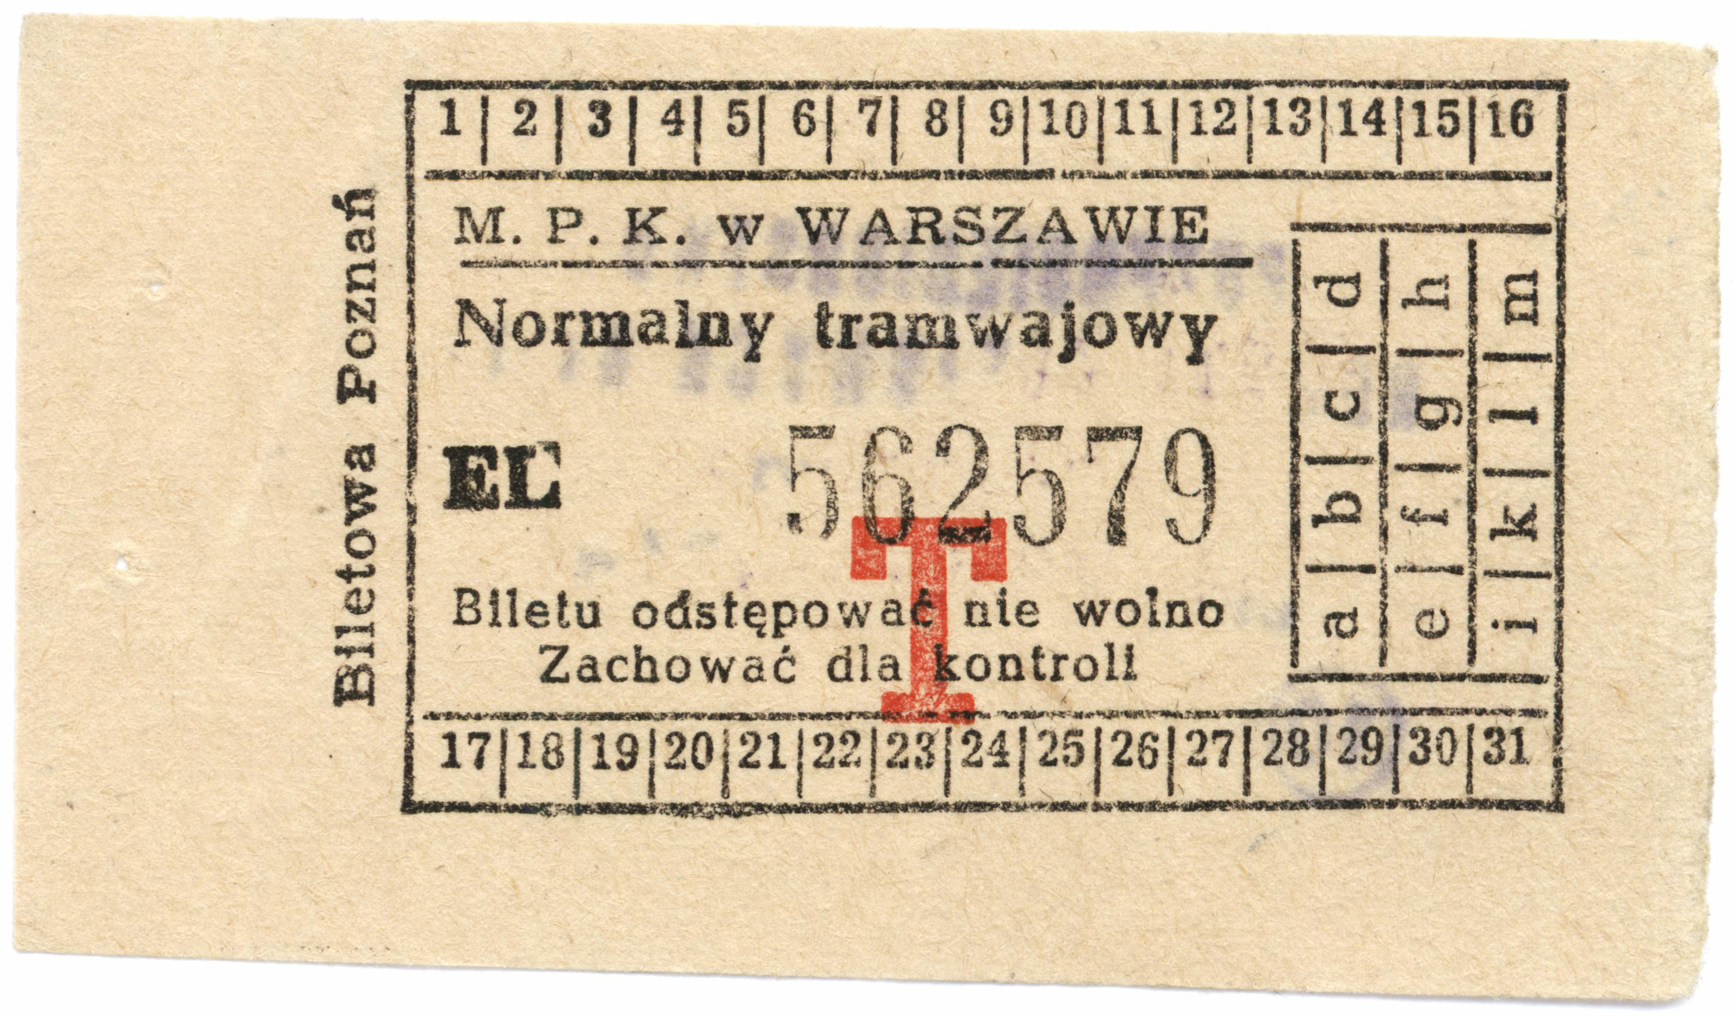 Biletowa Poznań
1 2 3 4 5 6 7 8 9 10 11 12 13 14 15 16
M. P. K. w WARSZAWIE
Normalny tramwajowy
EL 562579
T
Biletu odstępować nie wolno
Zachować dla kontroli
a b c d
e f g h
i k l m
17 18 19 20 21 22 23 24 25 26 27 28 29 30 31